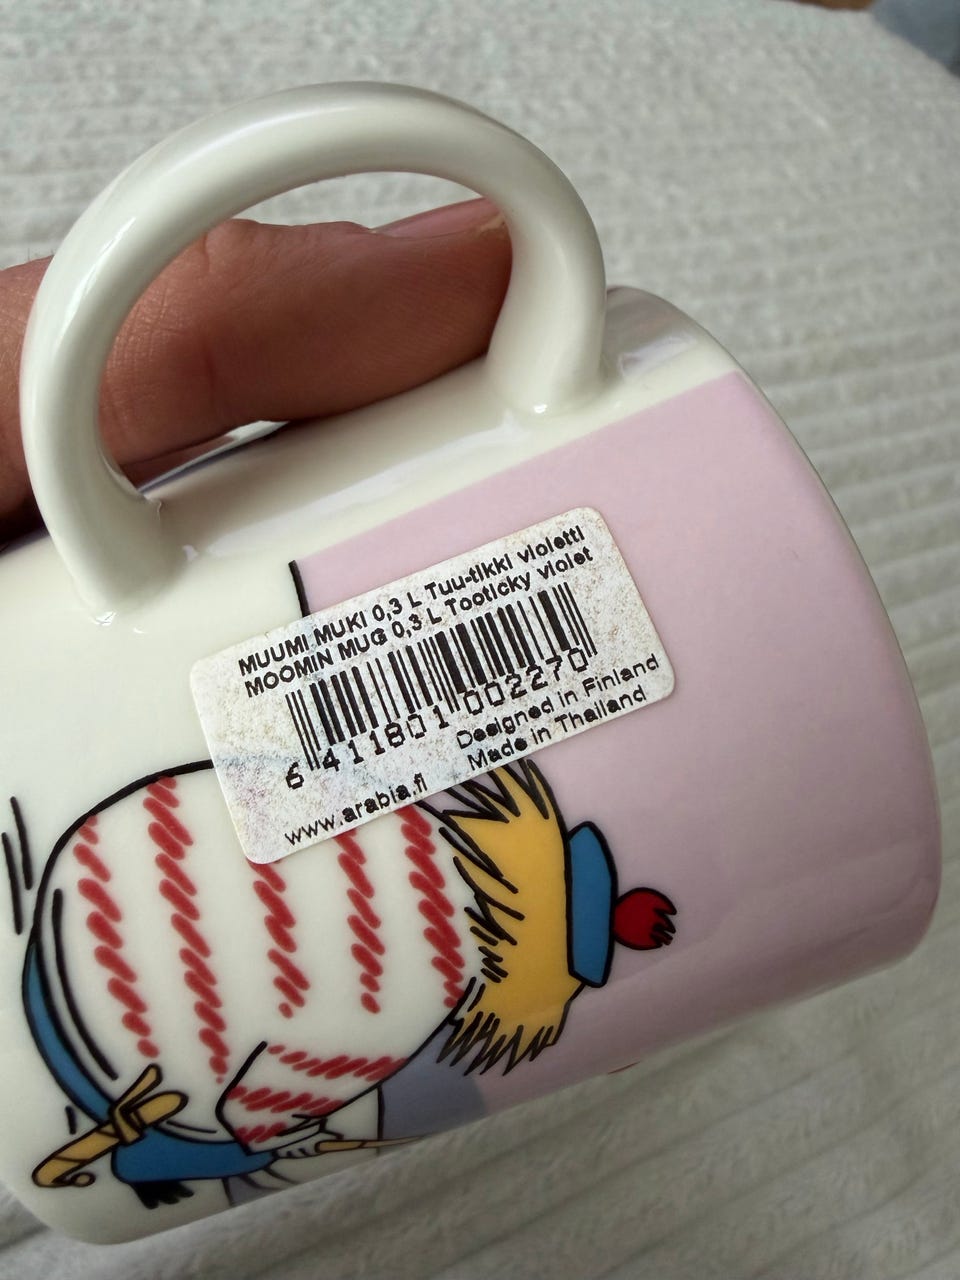 MUUMI MUKI 0,3 L Tuu-tikki violetti
MOOMIN MUG 0,3 L Tooticky violet
6 411801 002270
Designed in Finland
www.arabia.fi Made in Thailand